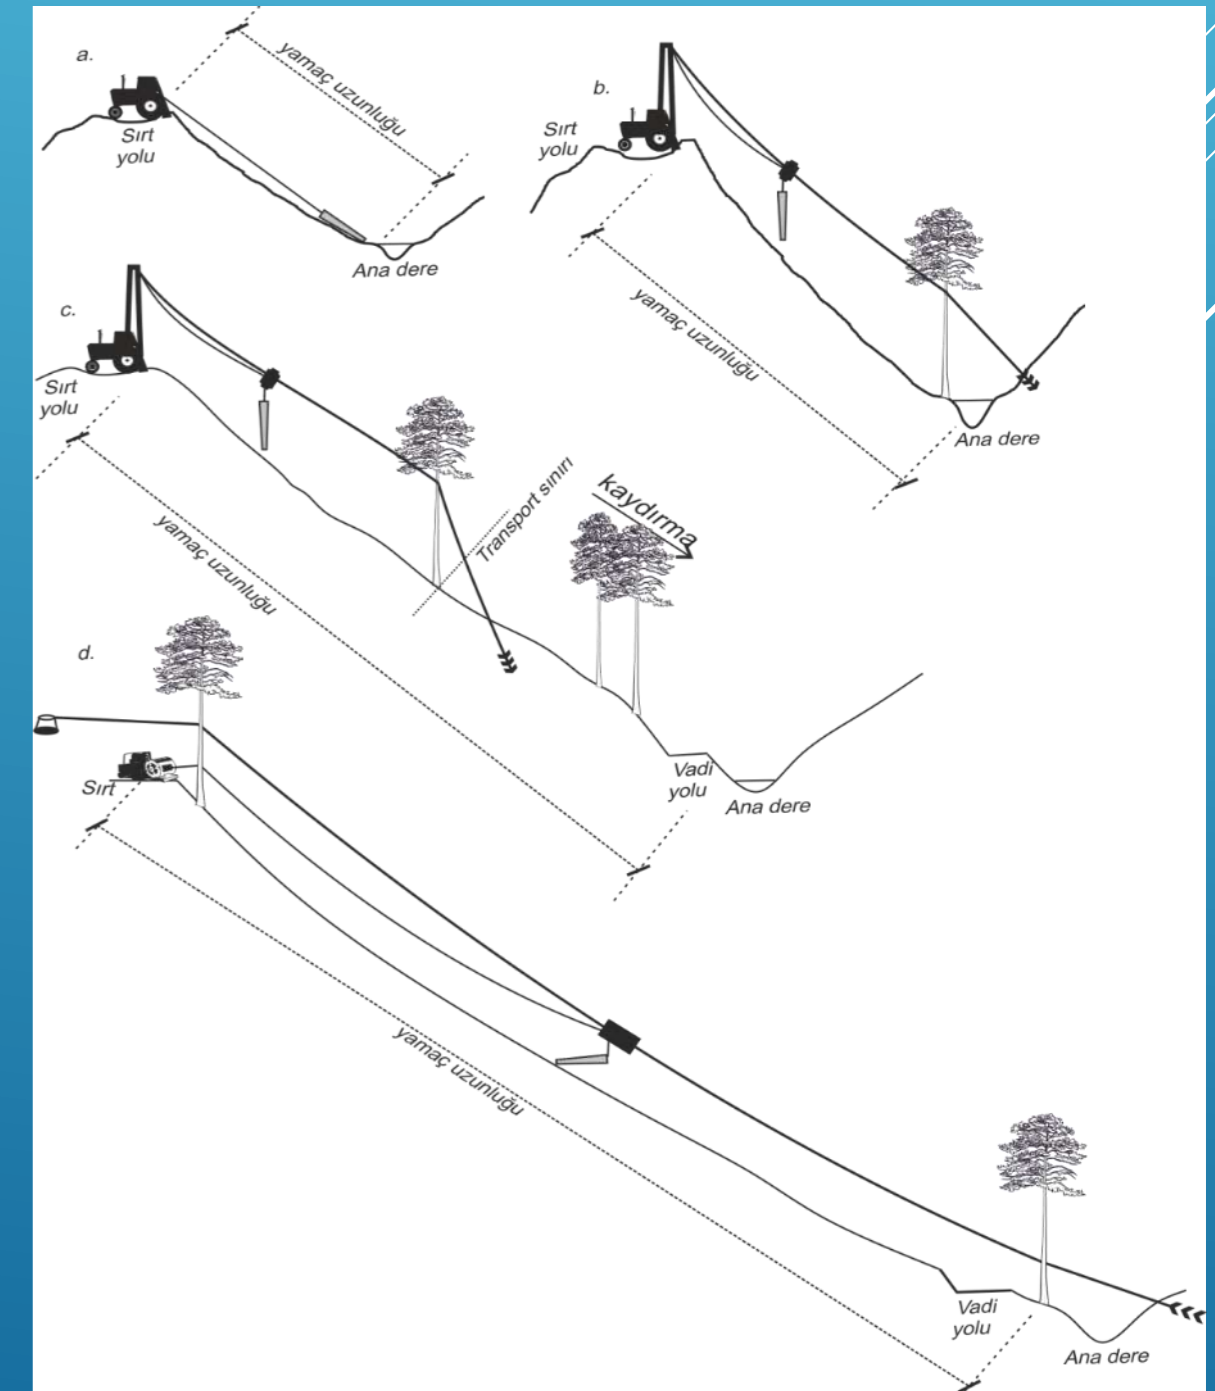 a.
yamaç uzunluğu
Sırt
yolu
Ana dere
b.
Sırt
yolu
yamaç uzunluğu
Ana dere
c.
Sırt
yolu
yamaç uzunluğu
Transport sınırı
kaydırma
Vadi
yolu
Ana dere
d.
Sırt
yamaç uzunluğu
Vadi
yolu
Ana dere